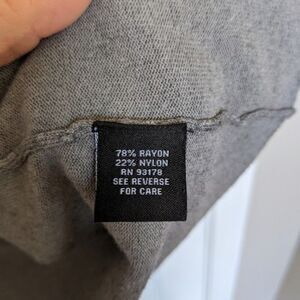 78% RAYON
22% NYLON
RN 93178
SEE REVERSE
FOR CARE